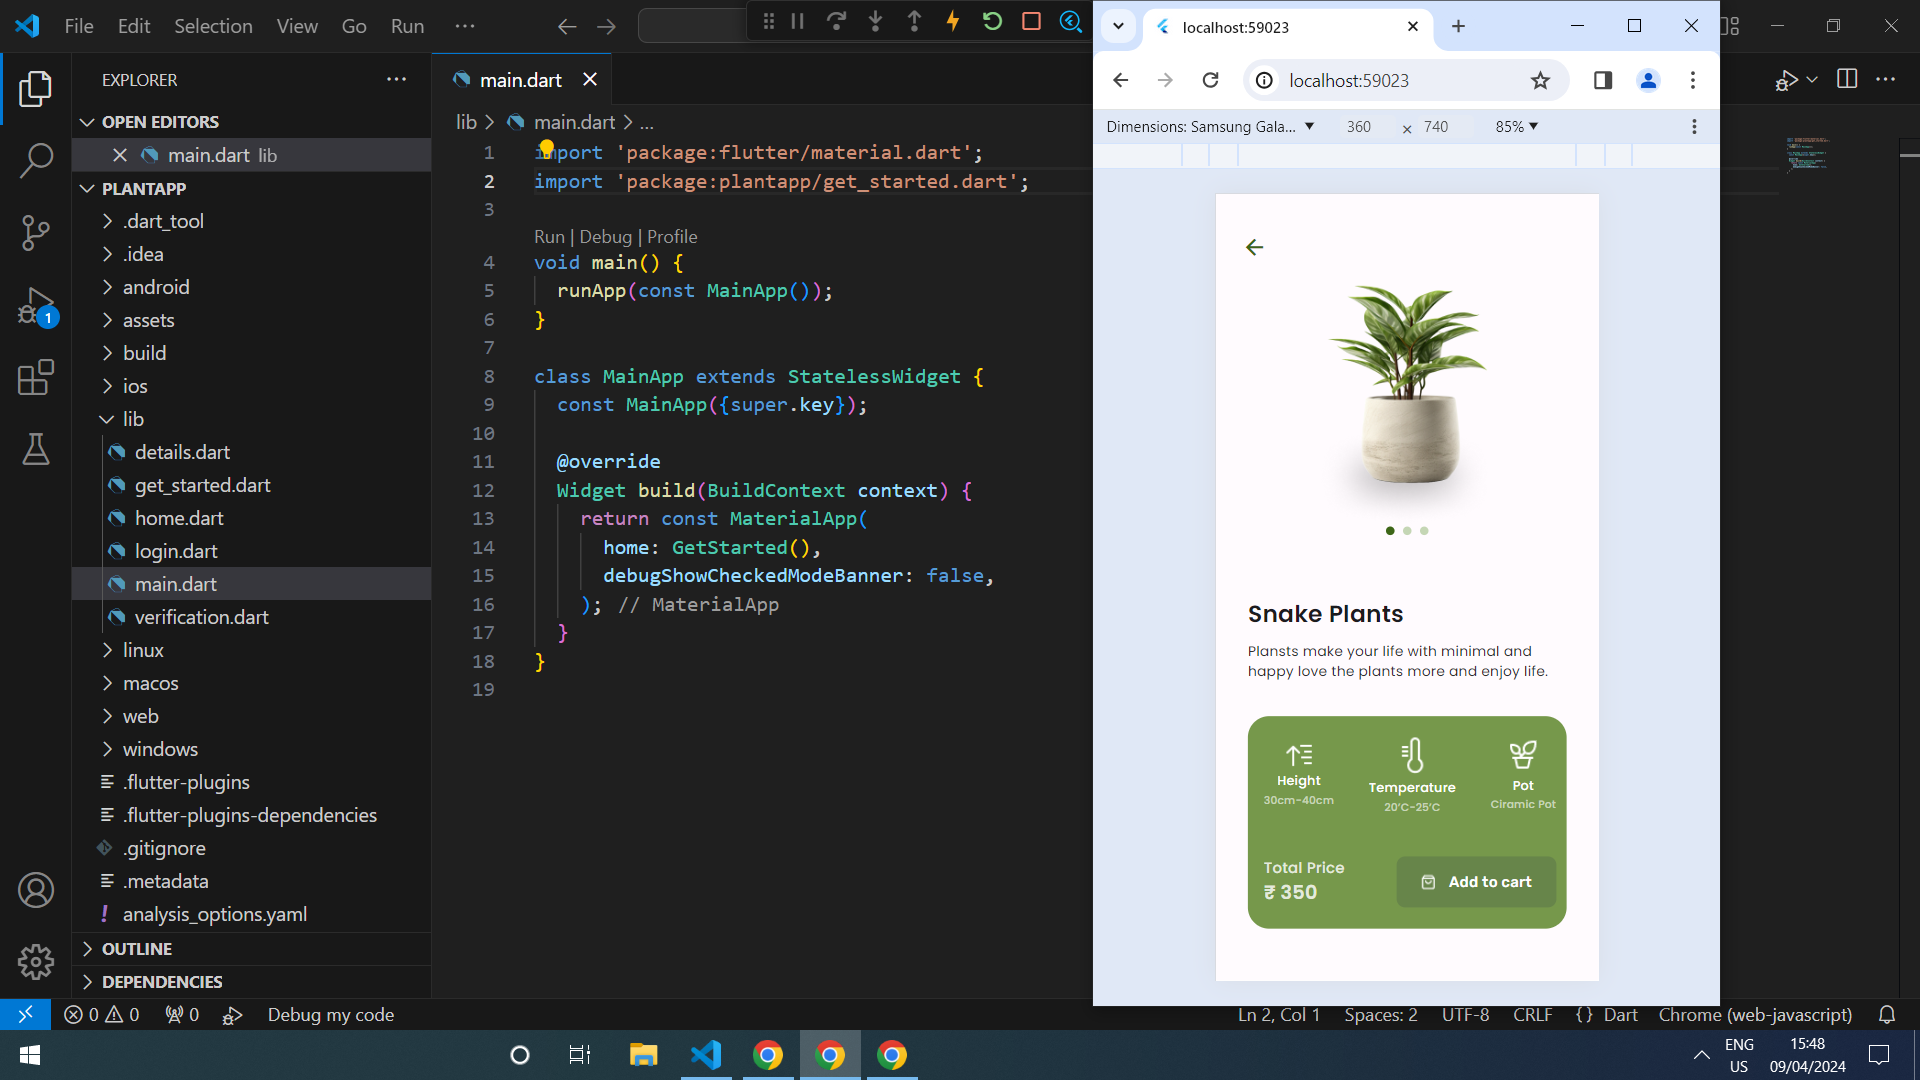 File Edit Selection View Go Run ...
EXPLORER ...
OPEN EDITORS
main.dart lib
PLANTAPP
.dart_tool
.idea
android
assets
build
ios
lib
details.dart
get_started.dart
home.dart
login.dart
main.dart
verification.dart
linux
macos
web
windows
.flutter-plugins
.flutter-plugins-dependencies
.gitignore
.metadata
! analysis_options.yaml
OUTLINE
DEPENDENCIES
1
main.dart
lib > main.dart > ...
1 import 'package:flutter/material.dart';
2 import 'package:plantapp/get_started.dart';
3
Run | Debug | Profile
4 void main() {
5 runApp(const MainApp());
6 }
7
8 class MainApp extends StatelessWidget {
9 const MainApp({super.key});
10
11 @override
12 Widget build(BuildContext context) {
13 return const MaterialApp(
14 home: GetStarted(),
15 debugShowCheckedModeBanner: false,
16 ); // MaterialApp
17 }
18 }
19
localhost:59023
localhost:59023
Dimensions: Samsung Gala... 360 × 740 85%
Snake Plants
Plansts make your life with minimal and
happy love the plants more and enjoy life.
Height Temperature Pot
30cm-40cm 20'C-25'C Ciramic Pot
Total Price
₹ 350
Add to cart
0 0 0 Debug my code
Ln 2, Col 1 Spaces: 2 UTF-8 CRLF {} Dart Chrome (web-javascript)
ENG
US
15:48
09/04/2024